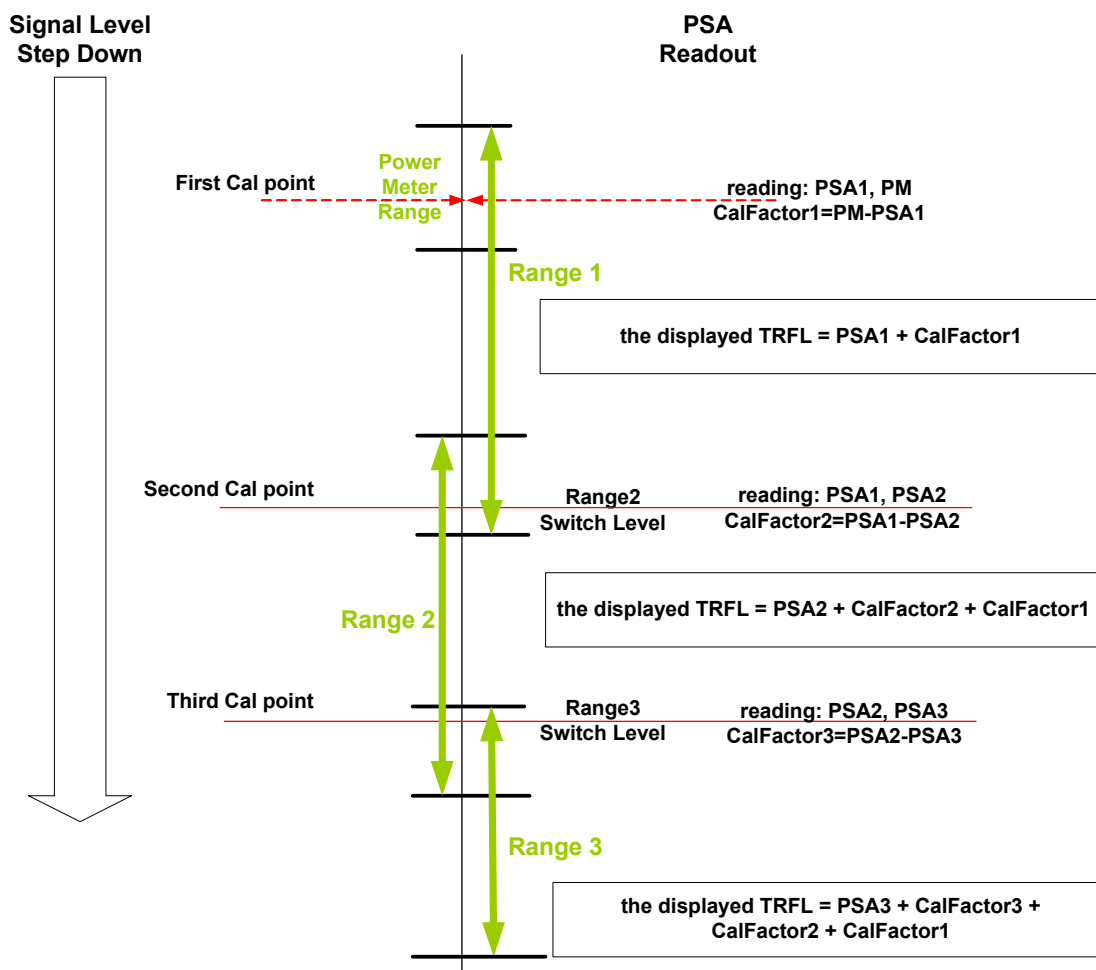 Signal Level
Step Down
PSA
Readout
Power
Meter
Range
First Cal point
reading: PSA1, PM
CalFactor1=PM-PSA1
Range 1
the displayed TRFL = PSA1 + CalFactor1
Second Cal point
Range2
Switch Level
reading: PSA1, PSA2
CalFactor2=PSA1-PSA2
the displayed TRFL = PSA2 + CalFactor2 + CalFactor1
Range 2
Third Cal point
Range3
Switch Level
reading: PSA2, PSA3
CalFactor3=PSA2-PSA3
Range 3
the displayed TRFL = PSA3 + CalFactor3 +
CalFactor2 + CalFactor1